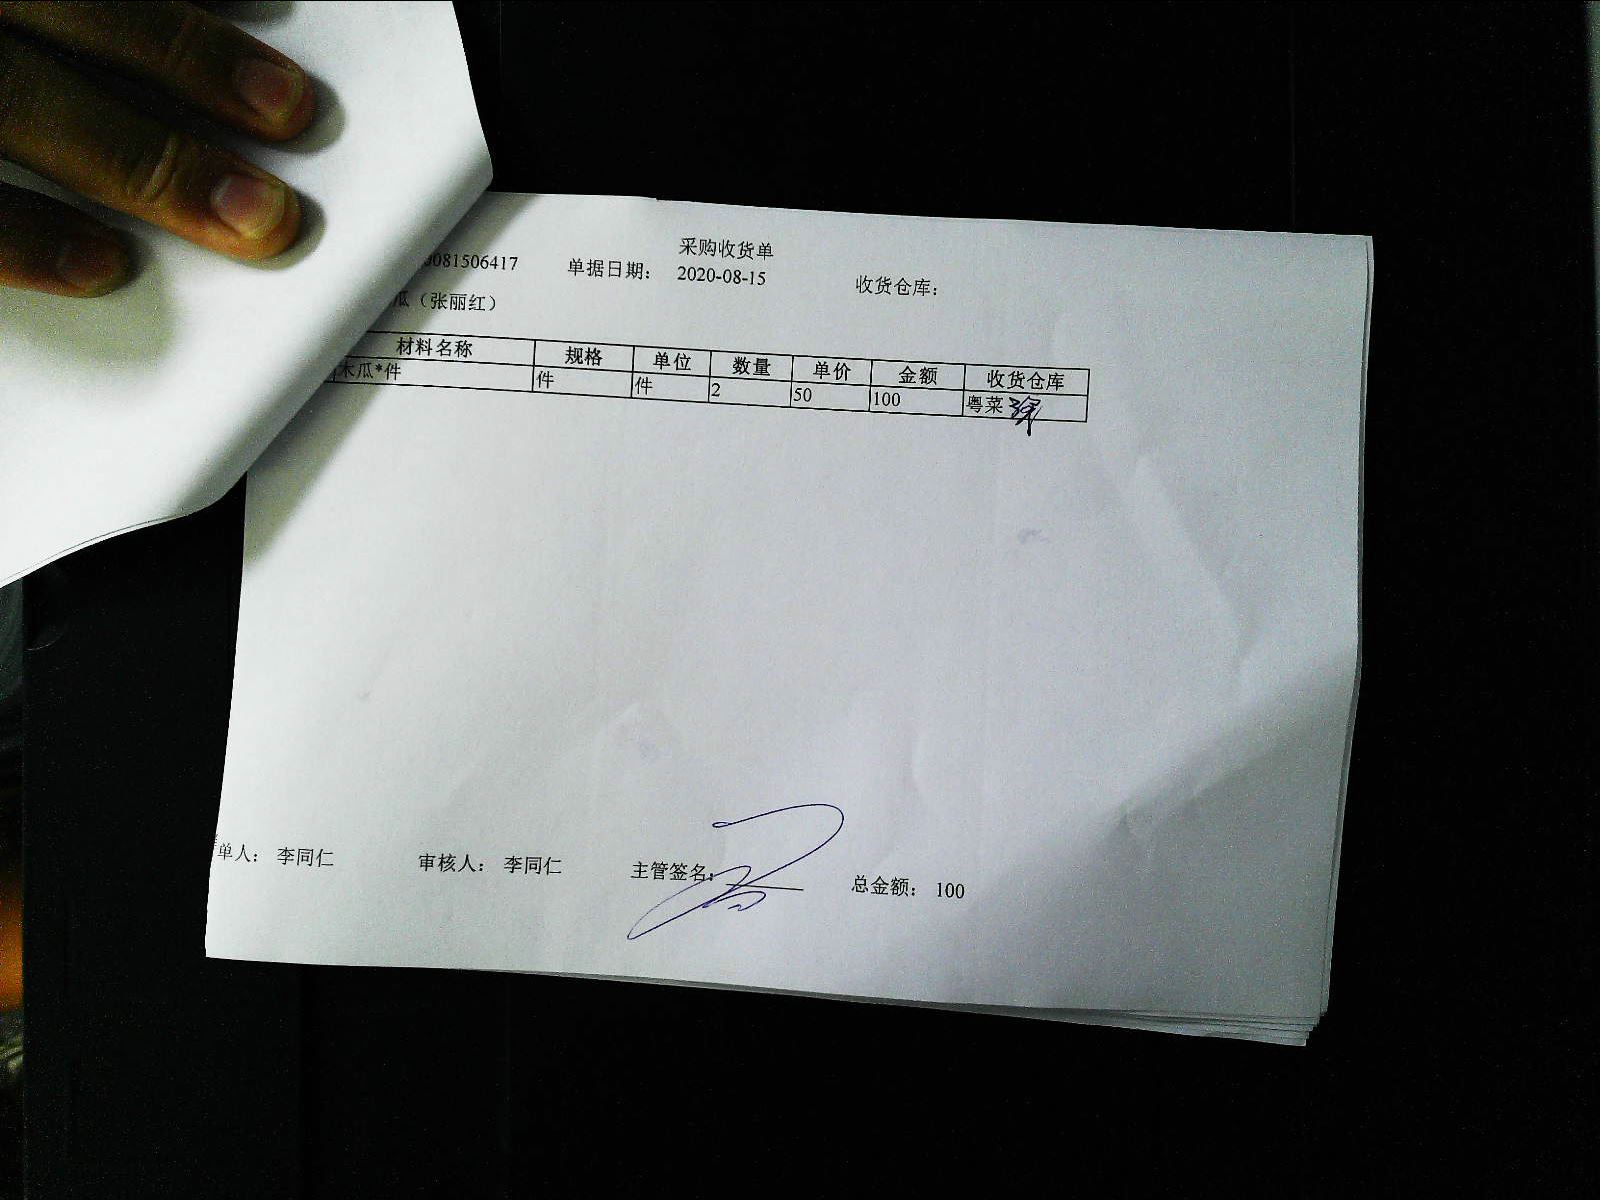 采购收货单
081506417 单据日期： 2020-08-15 收货仓库：
瓜（张丽红）
材料名称 规格 单位 数量 单价 金额 收货仓库
木瓜*件 件 件 2 50 100 粤菜
单人： 李同仁 审核人： 李同仁 主管签名： 总金额： 100